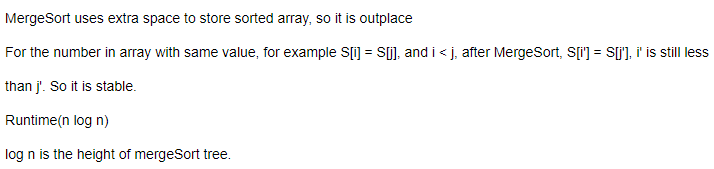 MergeSort uses extra space to store sorted array, so it is outplace
For the number in array with same value, for example S[i] = S[j], and i < j, after MergeSort, S[i'] = S[j'], i' is still less
than j'. So it is stable.
Runtime(n log n)
log n is the height of mergeSort tree.